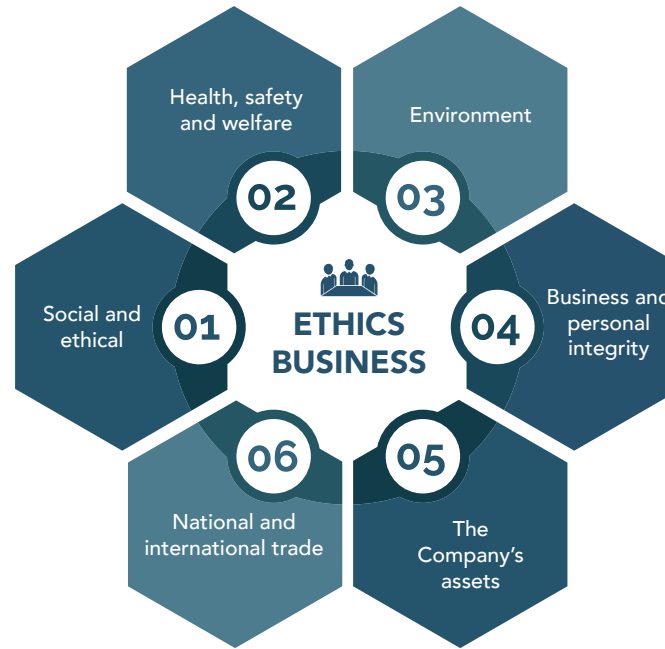 Health, safety
and welfare
02
Environment
03
Social and
ethical
01
ETHICS
BUSINESS
04
Business and
personal
integrity
06
National and
international trade
05
The
Company’s
assets